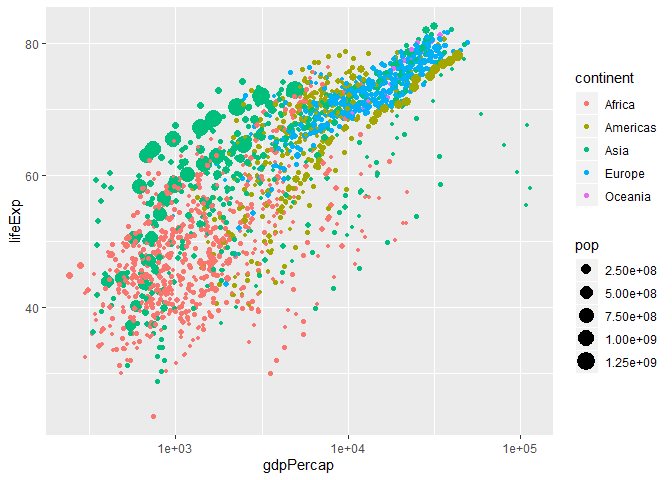 lifeExp
80
60
40
1e+03
1e+04
1e+05
gdpPercap
continent
Africa
Americas
Asia
Europe
Oceania
pop
2.50e+08
5.00e+08
7.50e+08
1.00e+09
1.25e+09